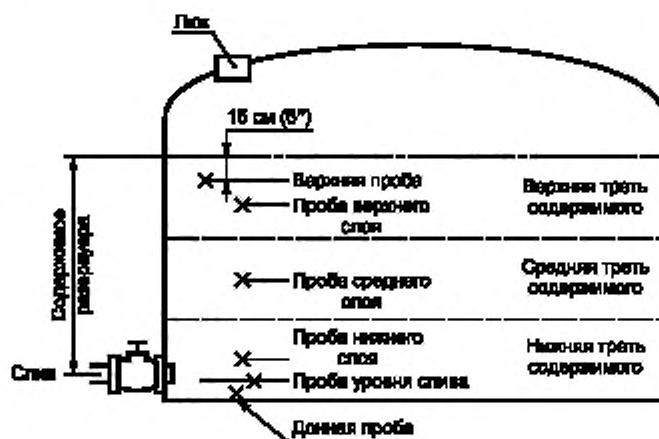 Люк
15 см (6")
Верхняя проба
Верхняя треть
содержимого
Проба верхнего
слоя
Содержимое
резервуара
Средняя треть
содержимого
Проба среднего
слоя
Проба нижнего
слоя
Нижняя треть
содержимого
Слив
Проба уровня слива
Донная проба